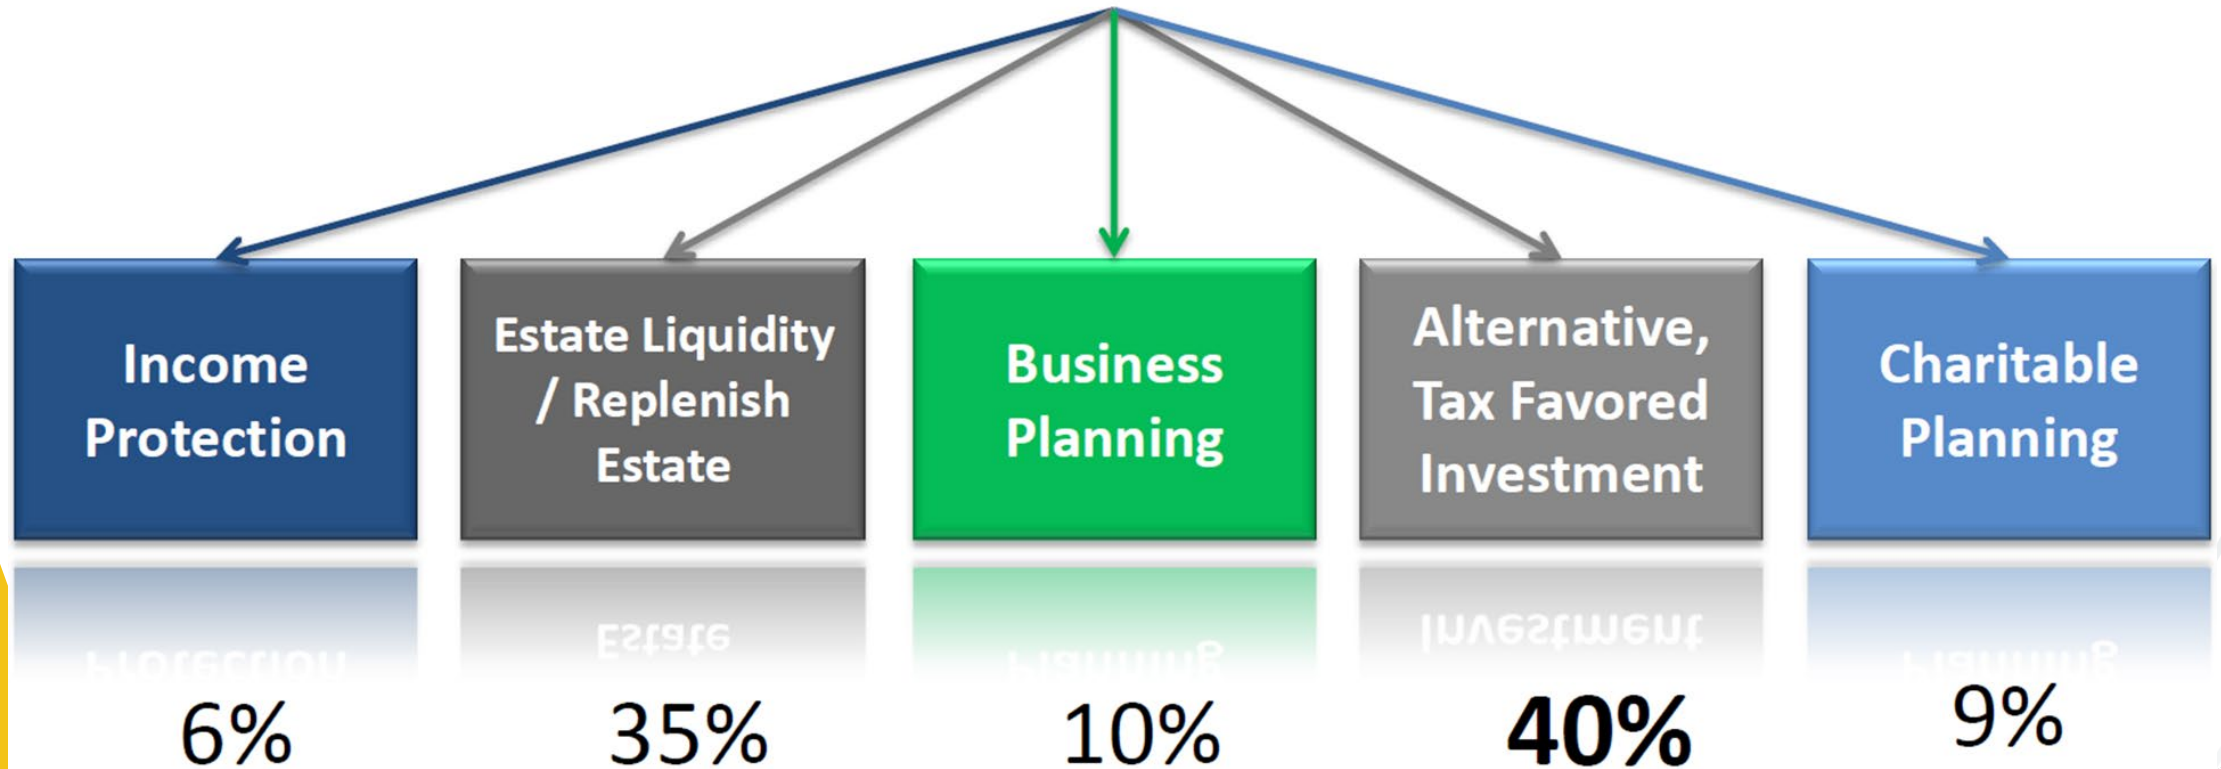 Income
Protection
Estate Liquidity
/ Replenish
Estate
Business
Planning
Alternative,
Tax Favored
Investment
Charitable
Planning
6%
35%
10%
40%
9%